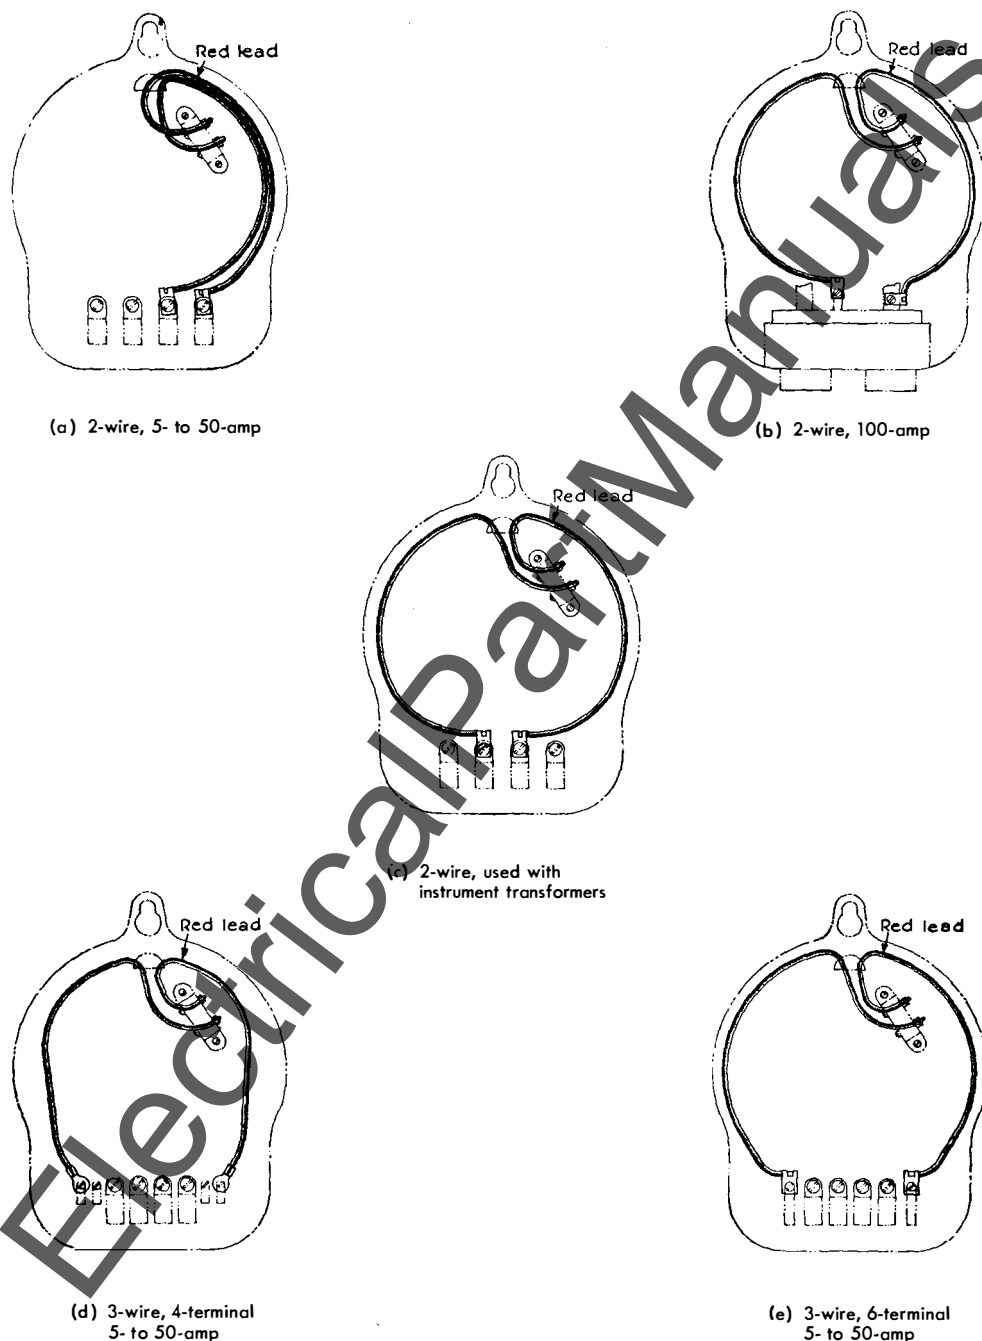 Red lead
Red lead
(a) 2-wire, 5- to 50-amp
(b) 2-wire, 100-amp
Red lead
(c) 2-wire, used with
instrument transformers
Red lead
Red lead
(d) 3-wire, 4-terminal
5- to 50-amp
(e) 3-wire, 6-terminal
5- to 50-amp
ElectricalPartManuals